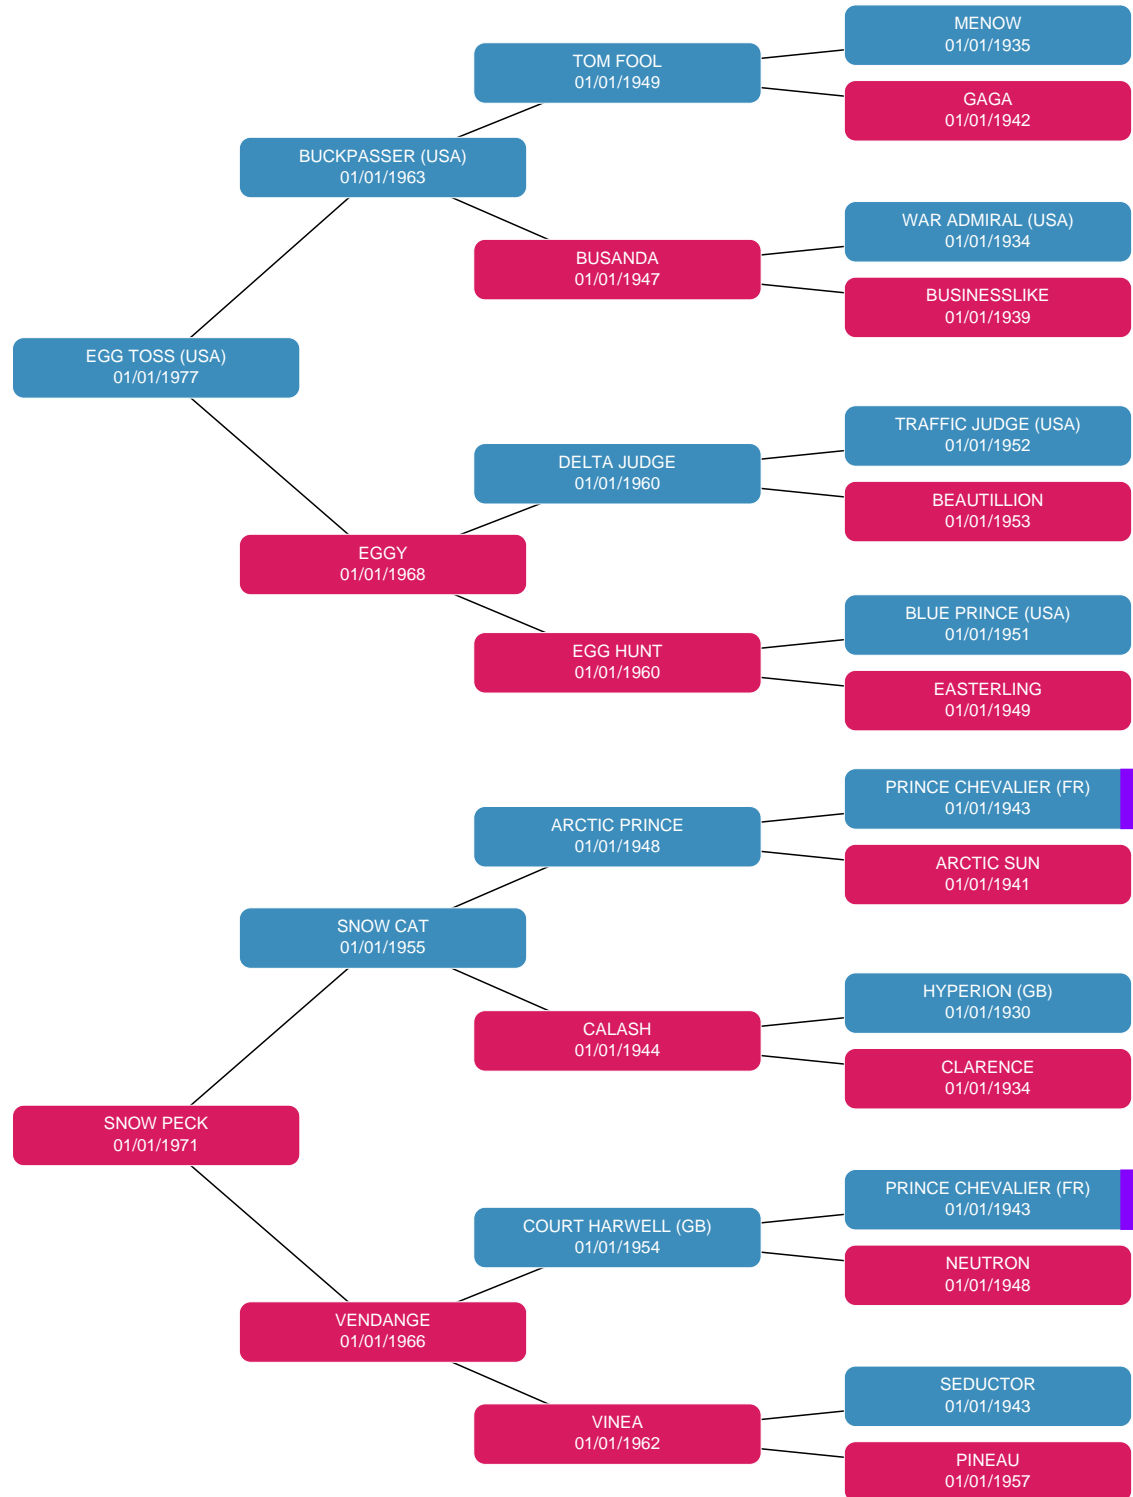 MENOW
01/01/1935
TOM FOOL
01/01/1949
GAGA
01/01/1942
BUCKPASSER (USA)
01/01/1963
WAR ADMIRAL (USA)
01/01/1934
BUSANDA
01/01/1947
BUSINESSLIKE
01/01/1939
EGG TOSS (USA)
01/01/1977
TRAFFIC JUDGE (USA)
01/01/1952
DELTA JUDGE
01/01/1960
BEAUTILLION
01/01/1953
EGGY
01/01/1968
BLUE PRINCE (USA)
01/01/1951
EGG HUNT
01/01/1960
EASTERLING
01/01/1949
PRINCE CHEVALIER (FR)
01/01/1943
ARCTIC PRINCE
01/01/1948
ARCTIC SUN
01/01/1941
SNOW CAT
01/01/1955
HYPERION (GB)
01/01/1930
CALASH
01/01/1944
CLARENCE
01/01/1934
SNOW PECK
01/01/1971
PRINCE CHEVALIER (FR)
01/01/1943
COURT HARWELL (GB)
01/01/1954
NEUTRON
01/01/1948
VENDANGE
01/01/1966
SEDUCTOR
01/01/1943
VINEA
01/01/1962
PINEAU
01/01/1957